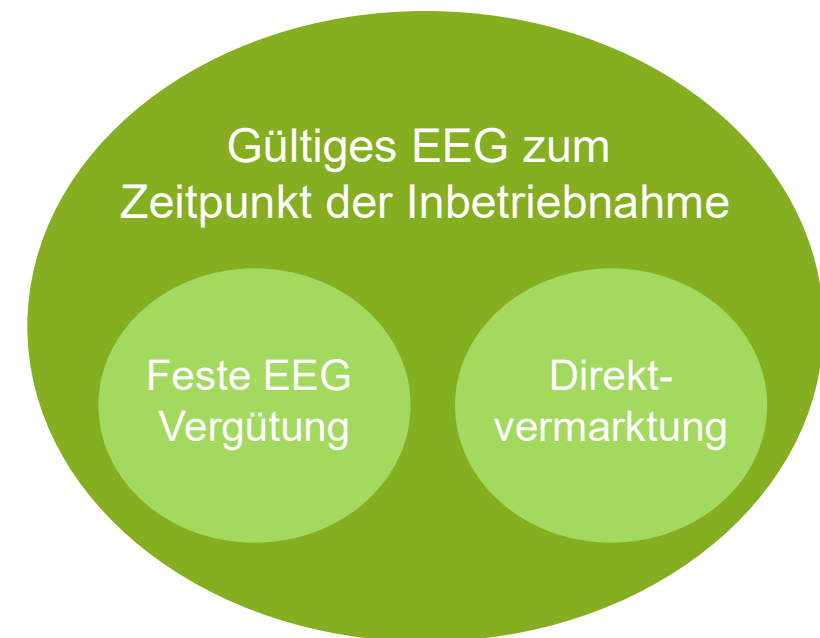 Gültiges EEG zum
Zeitpunkt der Inbetriebnahme
Feste EEG
Vergütung
Direkt-
vermarktung